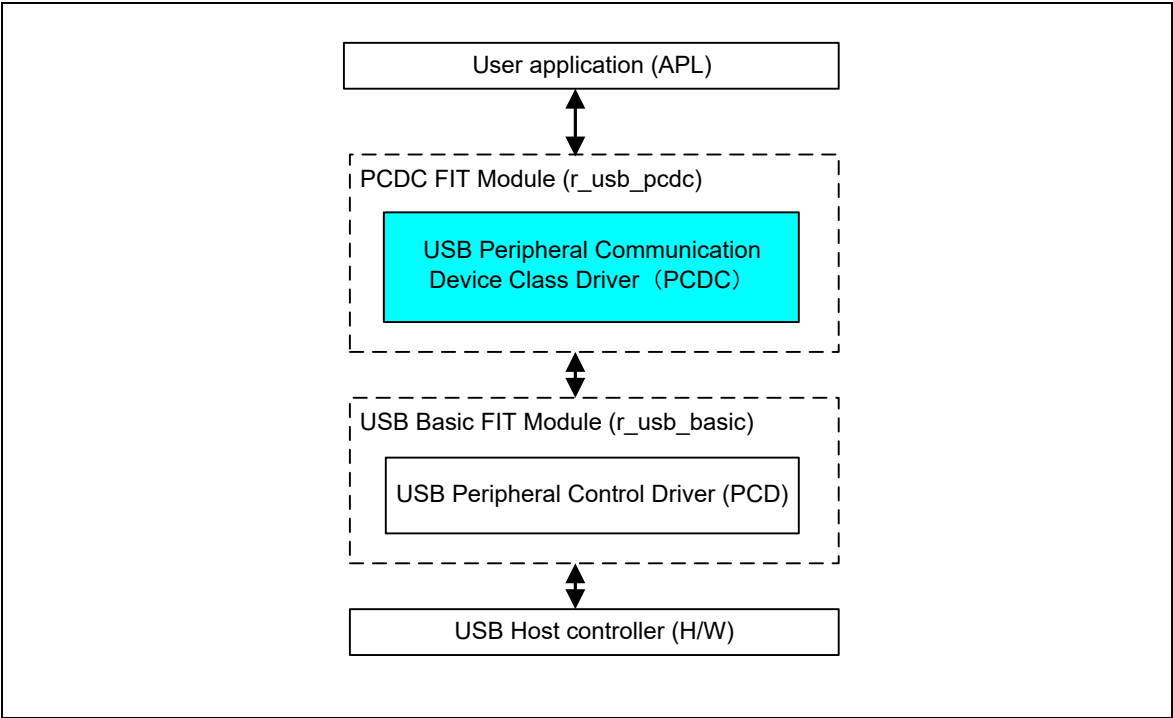 User application (APL)
PCDC FIT Module (r_usb_pcdc)
USB Peripheral Communication
Device Class Driver（PCDC）
USB Basic FIT Module (r_usb_basic)
USB Peripheral Control Driver (PCD)
USB Host controller (H/W)